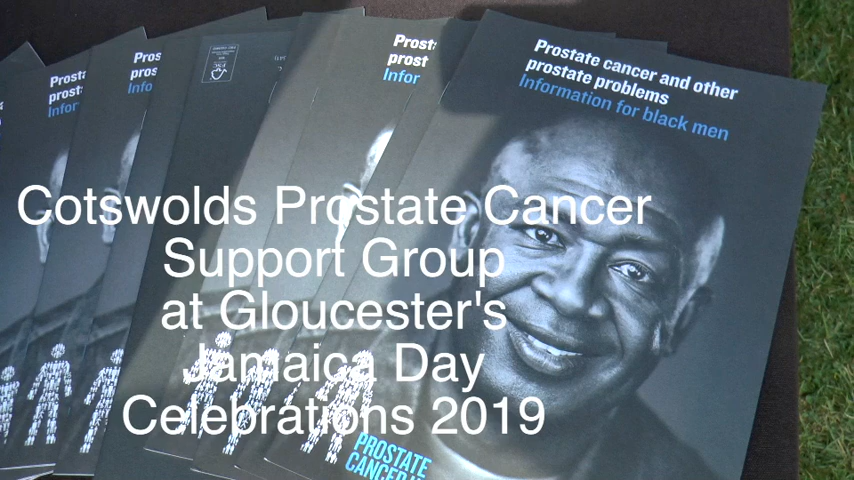 Prostate cancer and other
prostate problems
Information for black men
Prost
prost
Infor
Prosta
pros
Info
Prosta
prost
Infor
Cotswolds Prostate Cancer
Support Group
at Gloucester's
Jamaica Day
Celebrations 2019
PROSTATE
CANCER